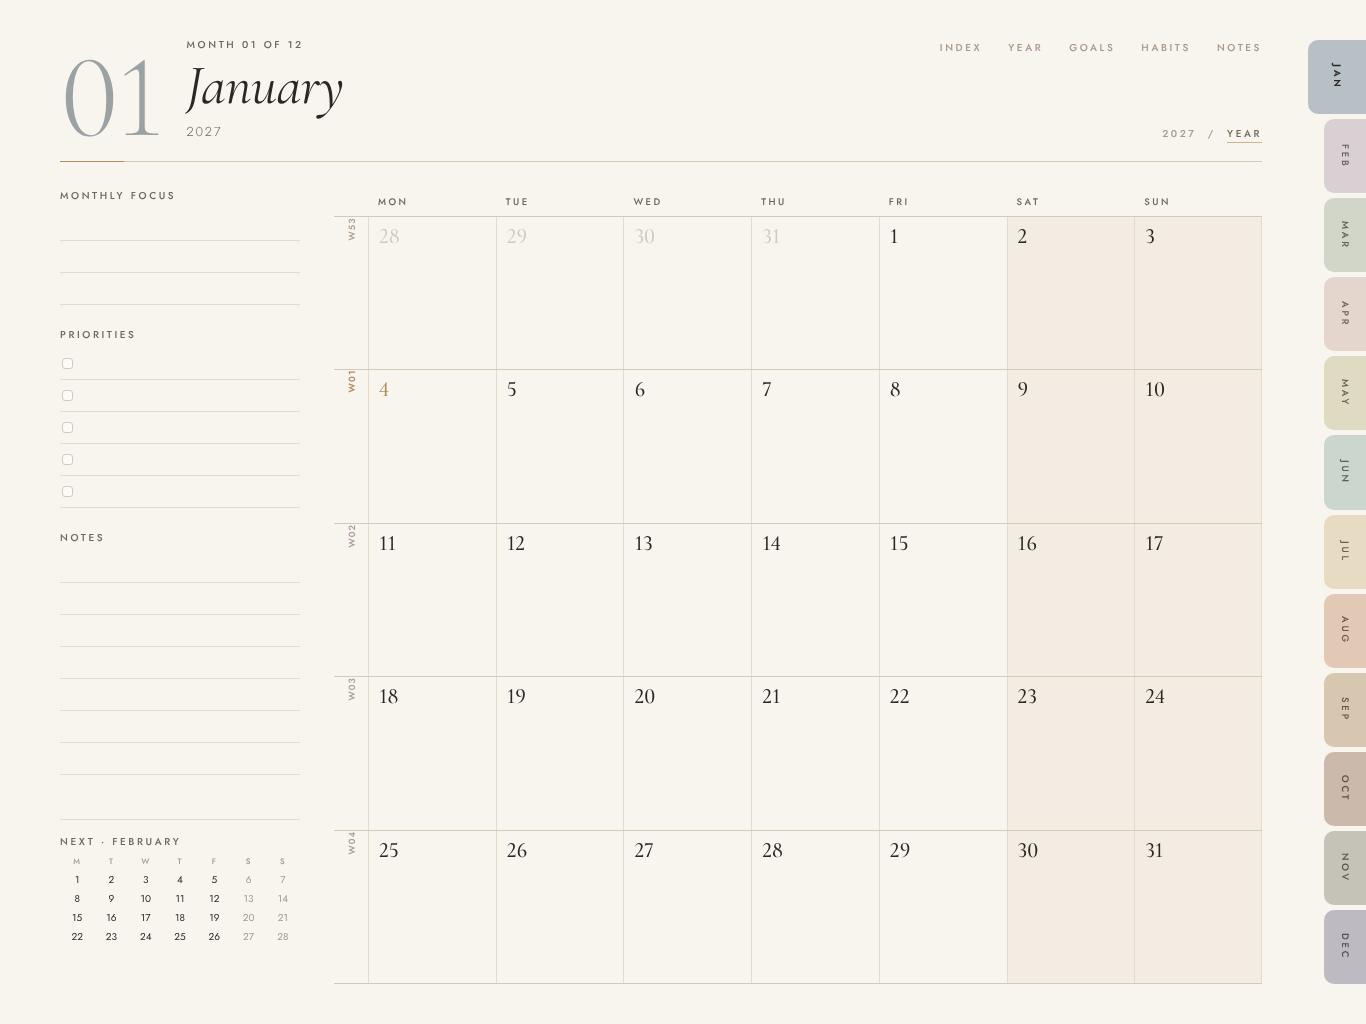 01
MONTH 01 OF 12
January
2027
INDEX YEAR GOALS HABITS NOTES
2027 / YEAR
MONTHLY FOCUS
PRIORITIES
NOTES
NEXT · FEBRUARY
M T W T F S S
1 2 3 4 5 6 7
8 9 10 11 12 13 14
15 16 17 18 19 20 21
22 23 24 25 26 27 28
MON TUE WED THU FRI SAT SUN
W53 28 29 30 31 1 2 3
W01 4 5 6 7 8 9 10
W02 11 12 13 14 15 16 17
W03 18 19 20 21 22 23 24
W04 25 26 27 28 29 30 31
JAN
FEB
MAR
APR
MAY
JUN
JUL
AUG
SEP
OCT
NOV
DEC